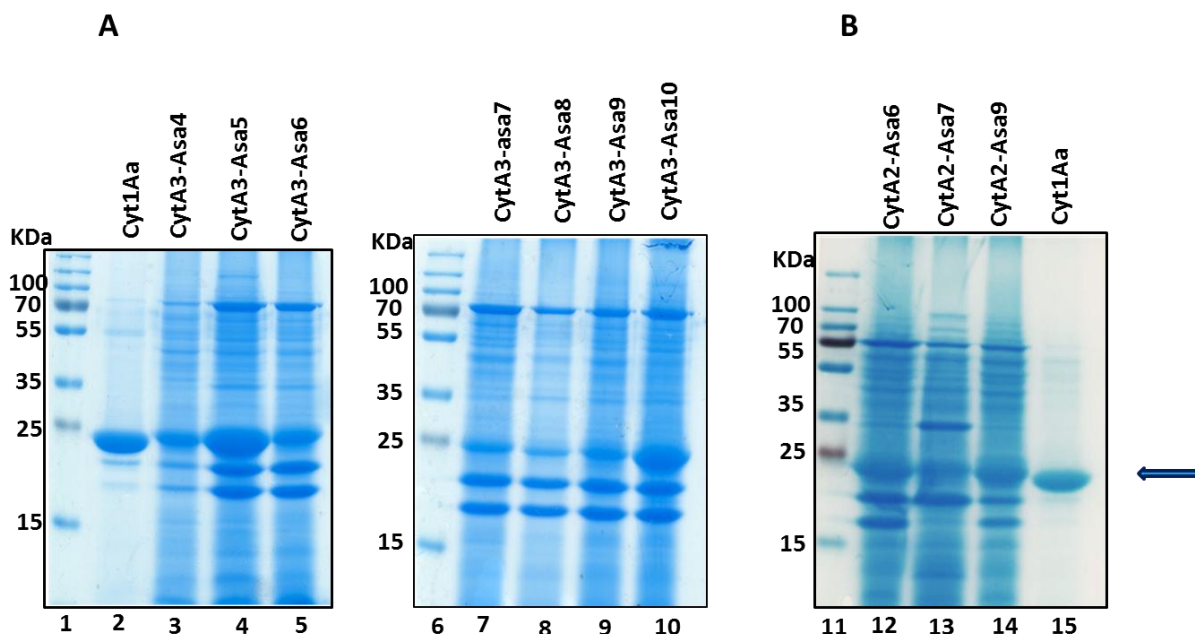 A
B
Cyt1Aa
CytA3-Asa4
CytA3-Asa5
CytA3-Asa6
CytA3-asa7
CytA3-Asa8
CytA3-Asa9
CytA3-Asa10
CytA2-Asa6
CytA2-Asa7
CytA2-Asa9
Cyt1Aa
KDa
100
70
55
35
25
15
KDa
100
70
55
35
25
15
KDa
100
70
55
35
25
15
1 2 3 4 5
6 7 8 9 10
11 12 13 14 15